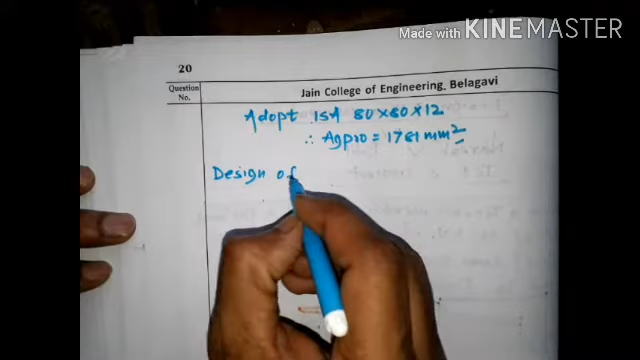 Made with KINEMASTER
20
Question
No.
Jain College of Engineering, Belagavi
Adopt ISA 80×80×12
∴ Agpro = 1781 mm²
Design of